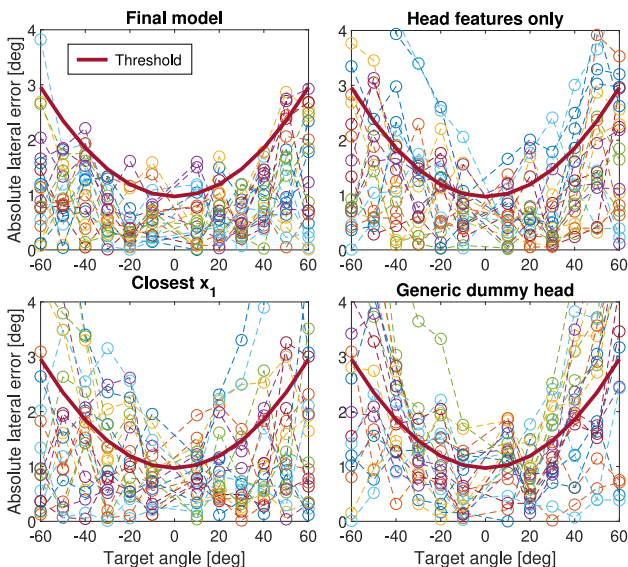 Final model
Head features only
Absolute lateral error [deg]
4
3
2
1
0
Threshold
-60 -40 -20 0 20 40 60
4
3
2
1
0
-60 -40 -20 0 20 40 60
Closest x1
Generic dummy head
Absolute lateral error [deg]
4
3
2
1
0
-60 -40 -20 0 20 40 60
Target angle [deg]
4
3
2
1
0
-60 -40 -20 0 20 40 60
Target angle [deg]